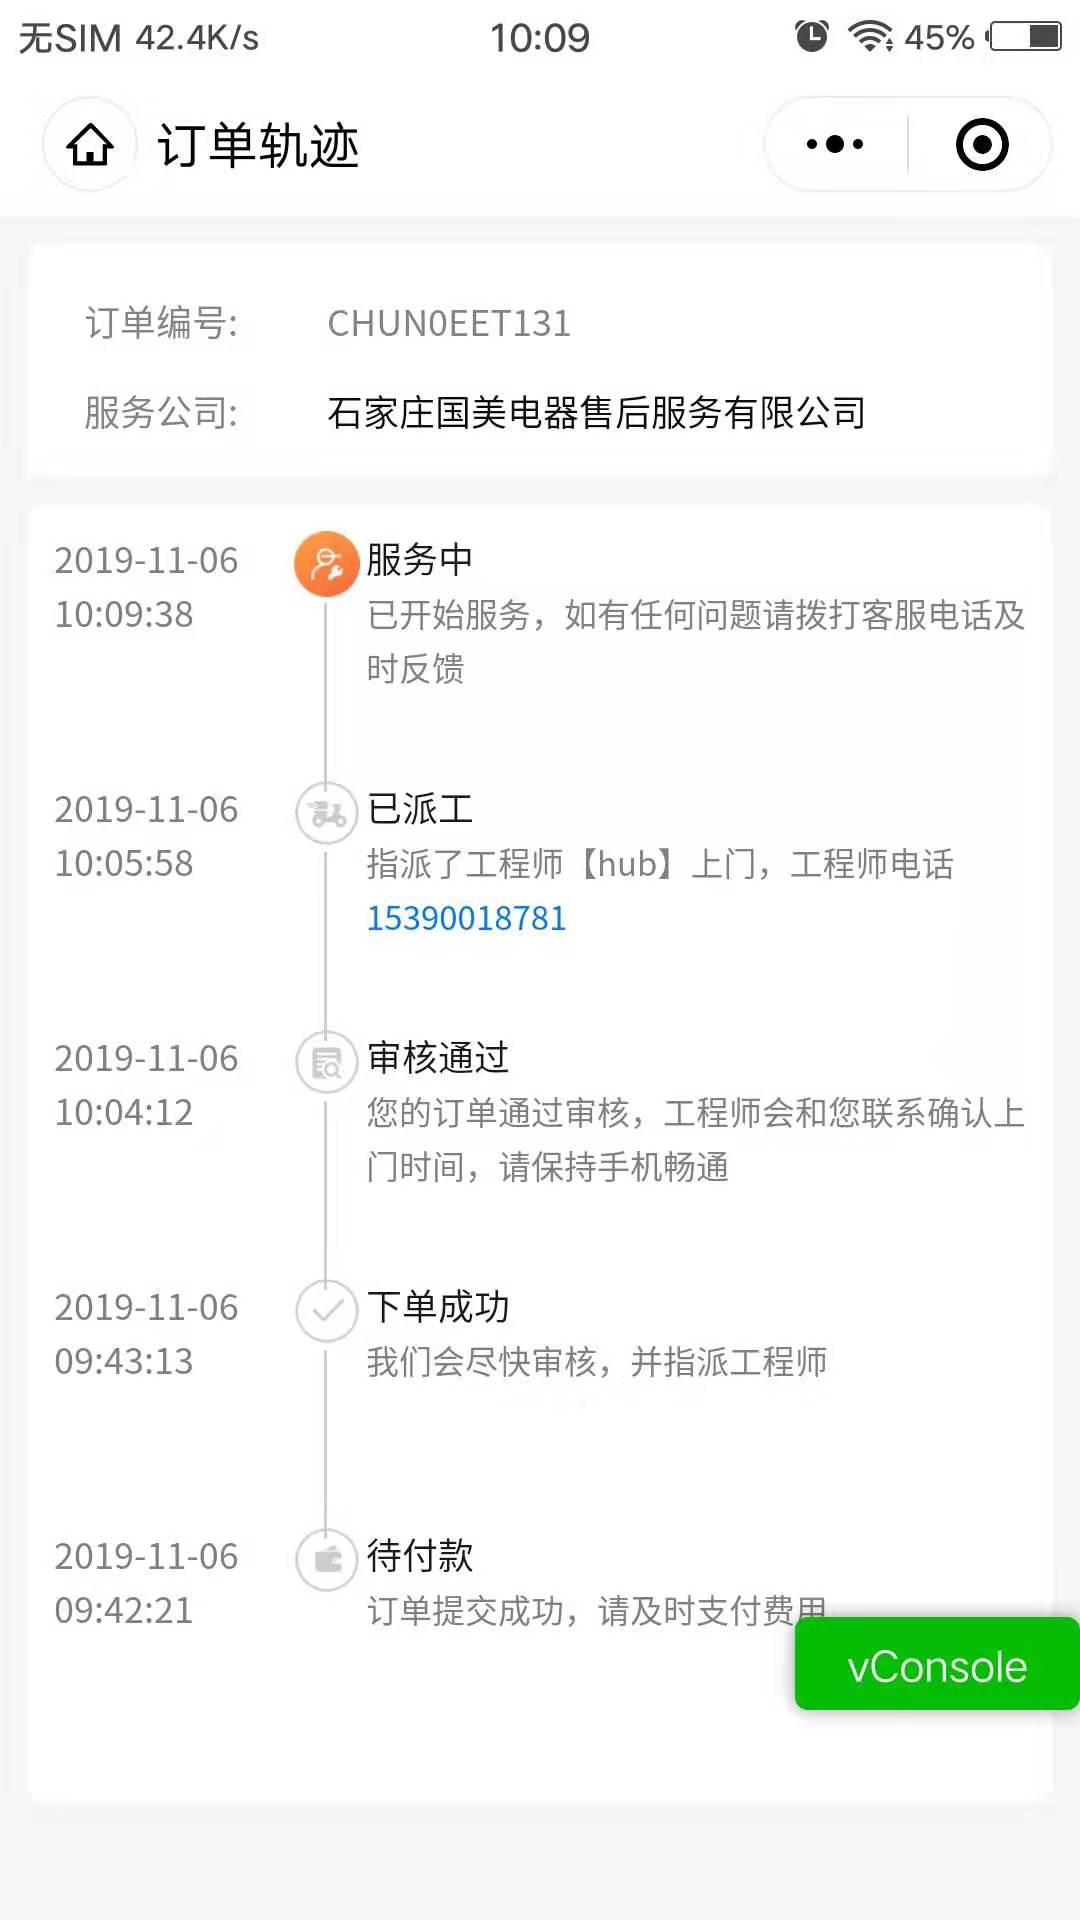 无SIM 42.4K/s 10:09 45%
订单轨迹
订单编号: CHUN0EET131
服务公司: 石家庄国美电器售后服务有限公司
2019-11-06 服务中
10:09:38 已开始服务，如有任何问题请拨打客服电话及
时反馈
2019-11-06 已派工
10:05:58 指派了工程师【hub】上门，工程师电话
15390018781
2019-11-06 审核通过
10:04:12 您的订单通过审核，工程师会和您联系确认上
门时间，请保持手机畅通
2019-11-06 下单成功
09:43:13 我们会尽快审核，并指派工程师
2019-11-06 待付款
09:42:21 订单提交成功，请及时支付费用
vConsole